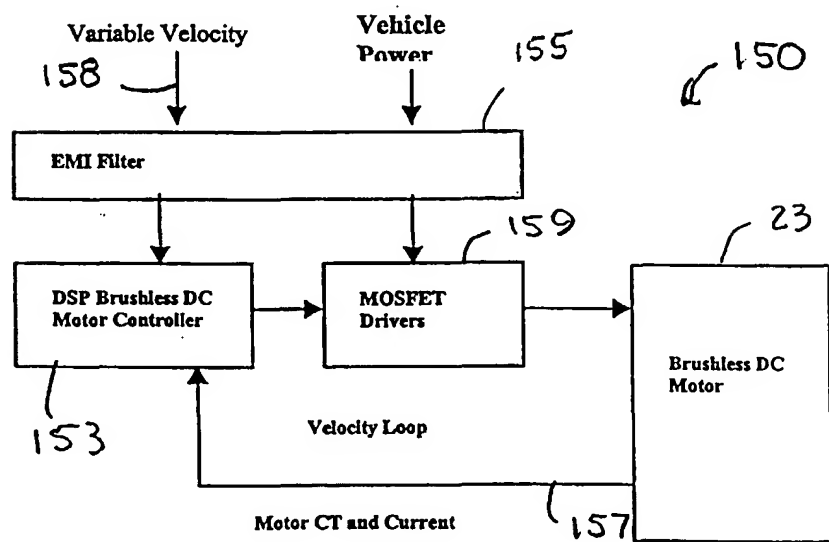 Variable Velocity
Vehicle
Power
158
155
150
EMI Filter
159
23
DSP Brushless DC
Motor Controller
MOSFET
Drivers
Brushless DC
Motor
153
Velocity Loop
157
Motor CT and Current